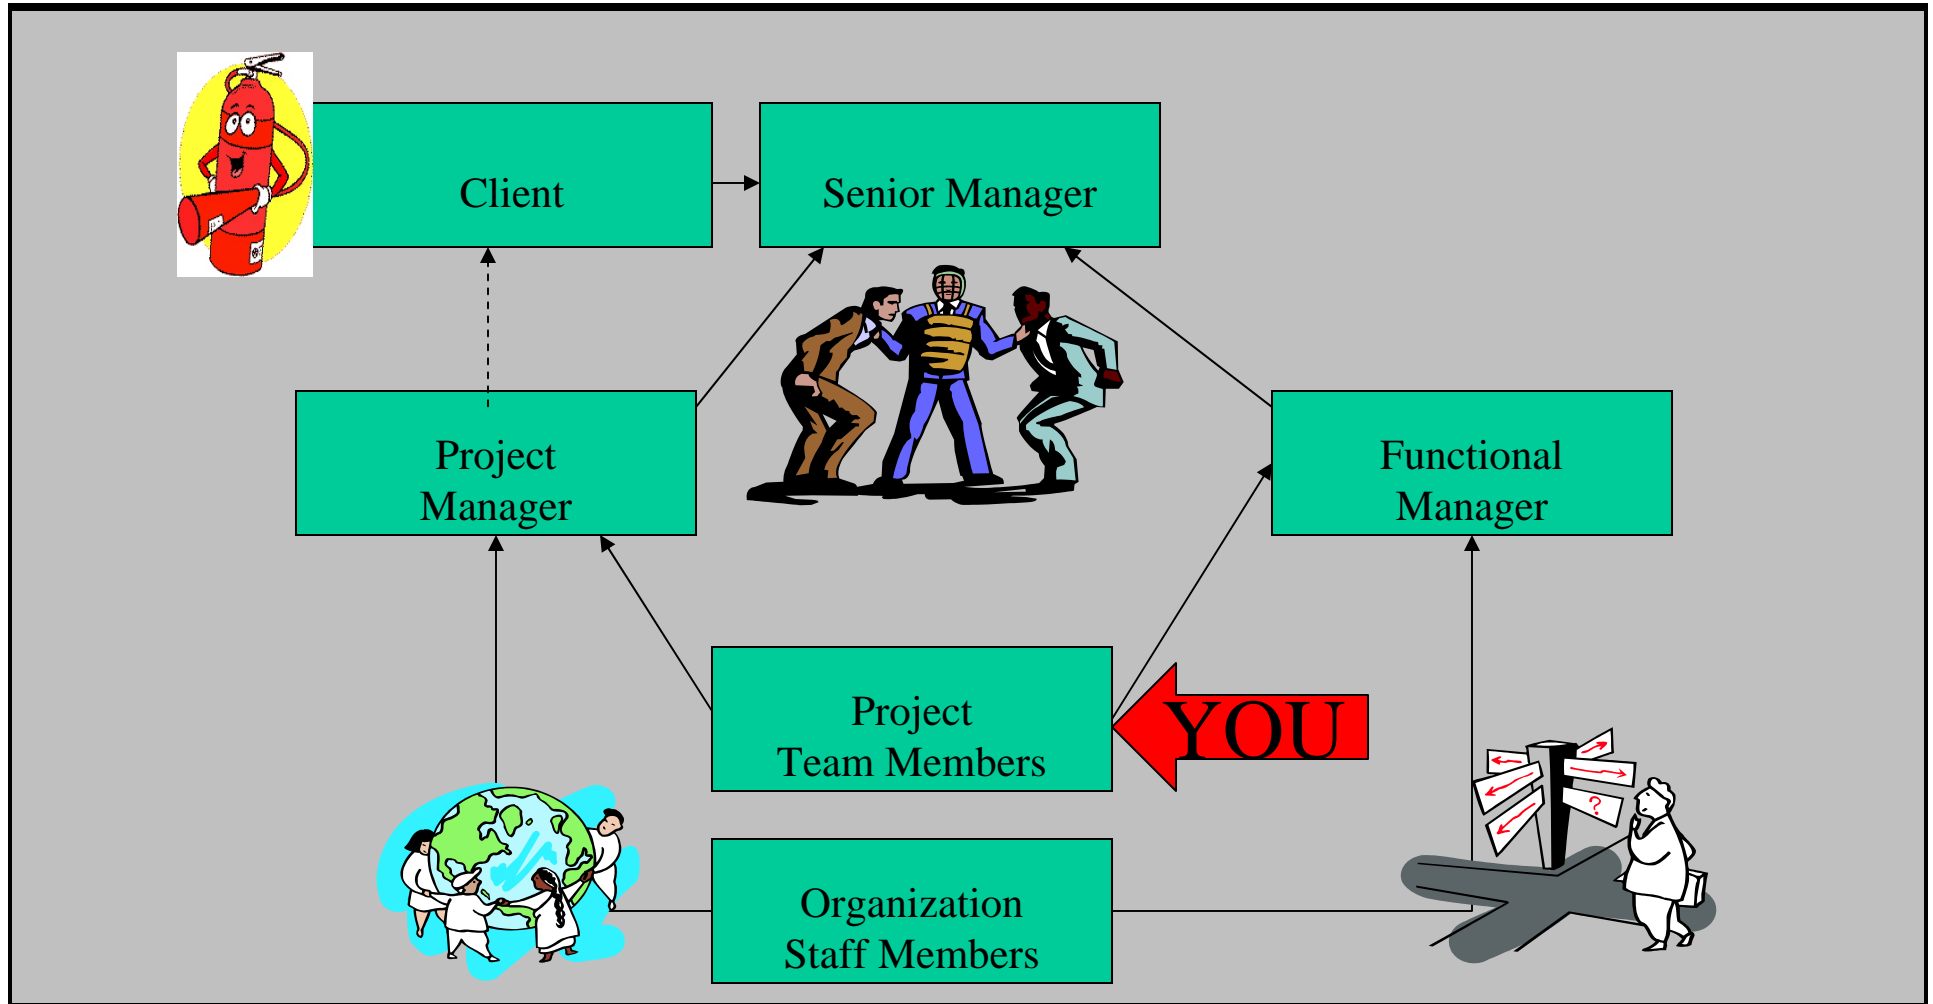 Client
Senior Manager
Project
Manager
Functional
Manager
Project
Team Members
YOU
?
Organization
Staff Members